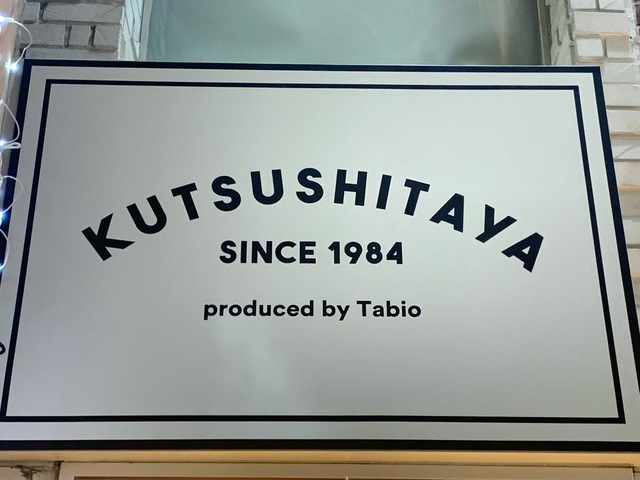 KUTSUSHITAYA
SINCE 1984
produced by Tabio